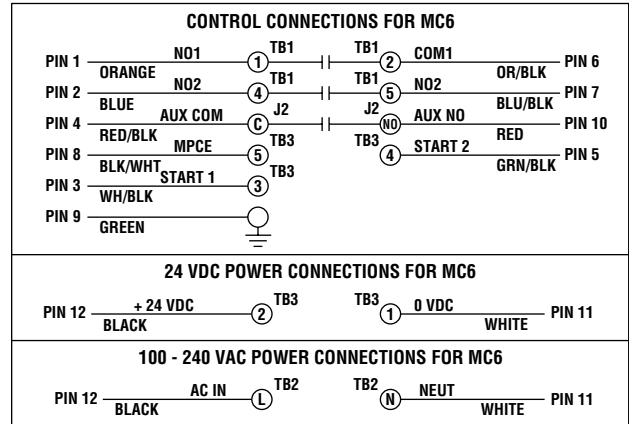 CONTROL CONNECTIONS FOR MC6
PIN 1 NO1 1 TB1 TB1 2 COM1 PIN 6
ORANGE OR/BLK
PIN 2 NO2 4 TB1 TB1 5 NO2 PIN 7
BLUE BLU/BLK
PIN 4 AUX COM C J2 J2 NO AUX NO PIN 10
RED/BLK RED
PIN 8 MPCE 5 TB3 TB3 4 START 2 PIN 5
BLK/WHT GRN/BLK
PIN 3 START 1 3 TB3
WH/BLK
PIN 9
GREEN
24 VDC POWER CONNECTIONS FOR MC6
PIN 12 + 24 VDC 2 TB3 TB3 1 0 VDC PIN 11
BLACK WHITE
100 - 240 VAC POWER CONNECTIONS FOR MC6
PIN 12 AC IN L TB2 TB2 N NEUT PIN 11
BLACK WHITE